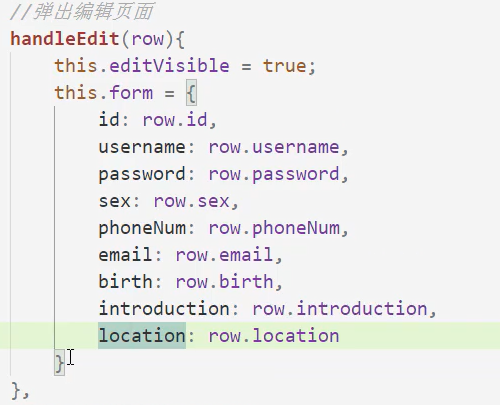 //弹出编辑页面
handleEdit(row){
    this.editVisible = true;
    this.form = {
        id: row.id,
        username: row.username,
        password: row.password,
        sex: row.sex,
        phoneNum: row.phoneNum,
        email: row.email,
        birth: row.birth,
        introduction: row.introduction,
        location: row.location
    }
},